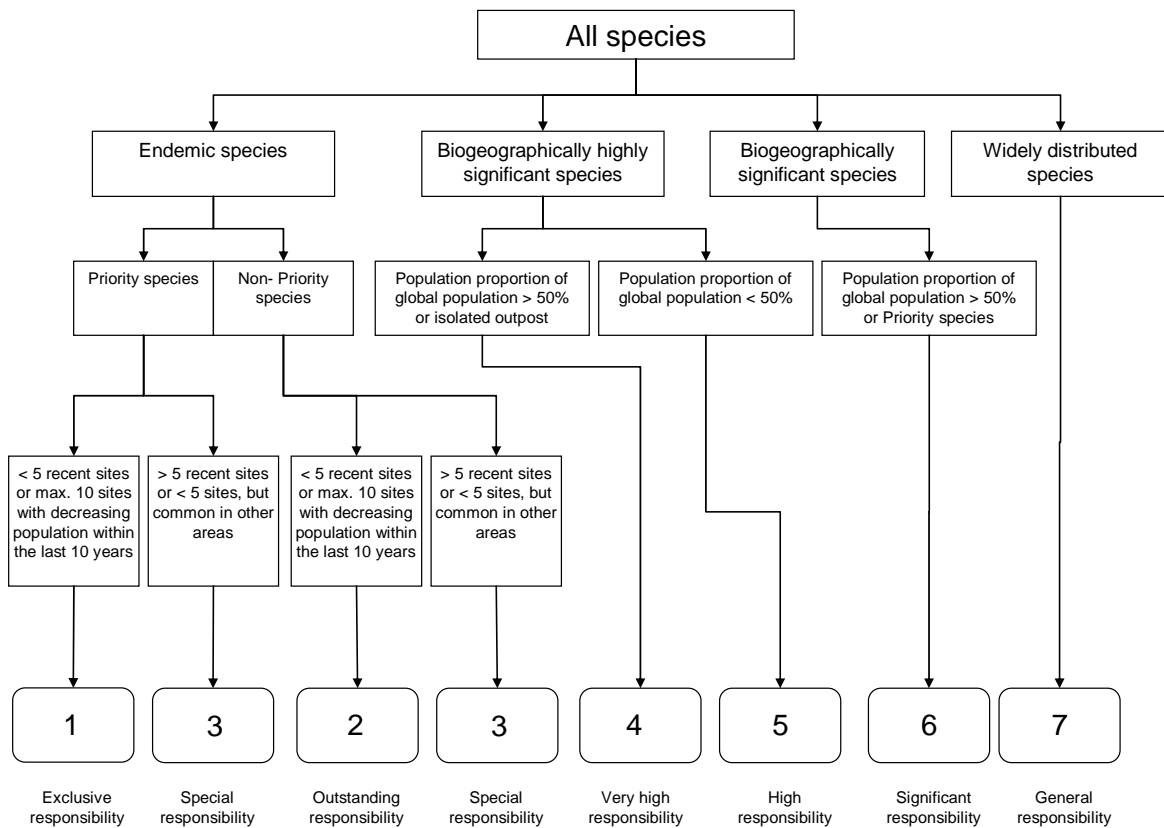 All species
Endemic species
Biogeographically highly
significant species
Biogeographically
significant species
Widely distributed
species
Priority species
Non- Priority
species
Population proportion of
global population > 50%
or isolated outpost
Population proportion of
global population < 50%
Population proportion of
global population > 50%
or Priority species
< 5 recent sites
or max. 10 sites
with decreasing
population within
the last 10 years
> 5 recent sites
or < 5 sites, but
common in other
areas
< 5 recent sites
or max. 10 sites
with decreasing
population within
the last 10 years
> 5 recent sites
or < 5 sites, but
common in other
areas
1
3
2
3
4
5
6
7
Exclusive
responsibility
Special
responsibility
Outstanding
responsibility
Special
responsibility
Very high
responsibility
High
responsibility
Significant
responsibility
General
responsibility